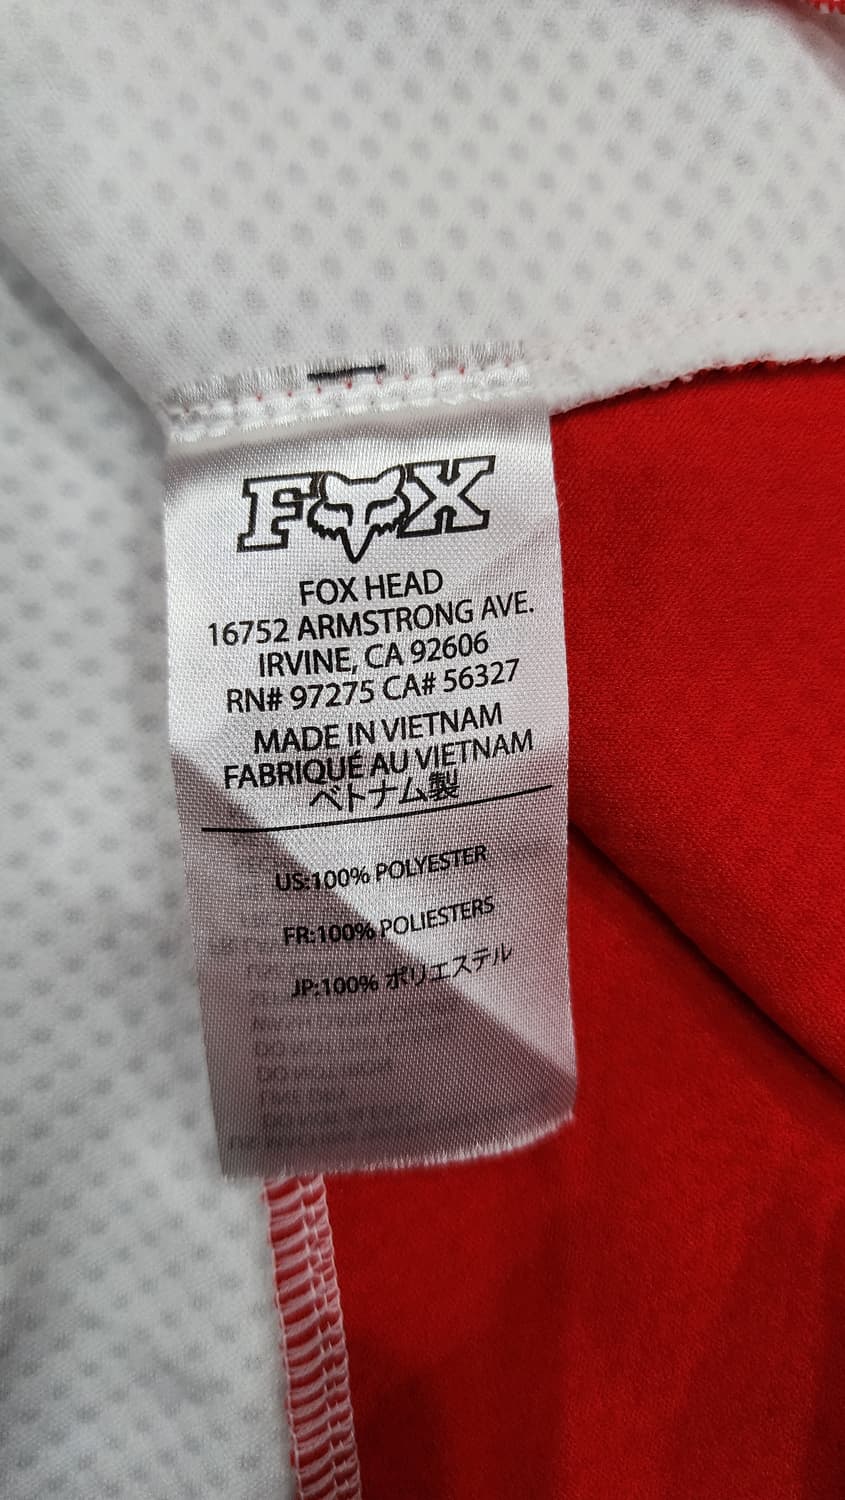 FOX
FOX HEAD
16752 ARMSTRONG AVE.
IRVINE, CA 92606
RN# 97275 CA# 56327
MADE IN VIETNAM
FABRIQUÉ AU VIETNAM
ベトナム製
US:100% POLYESTER
FR:100% POLIESTERS
JP:100% ポリエステル